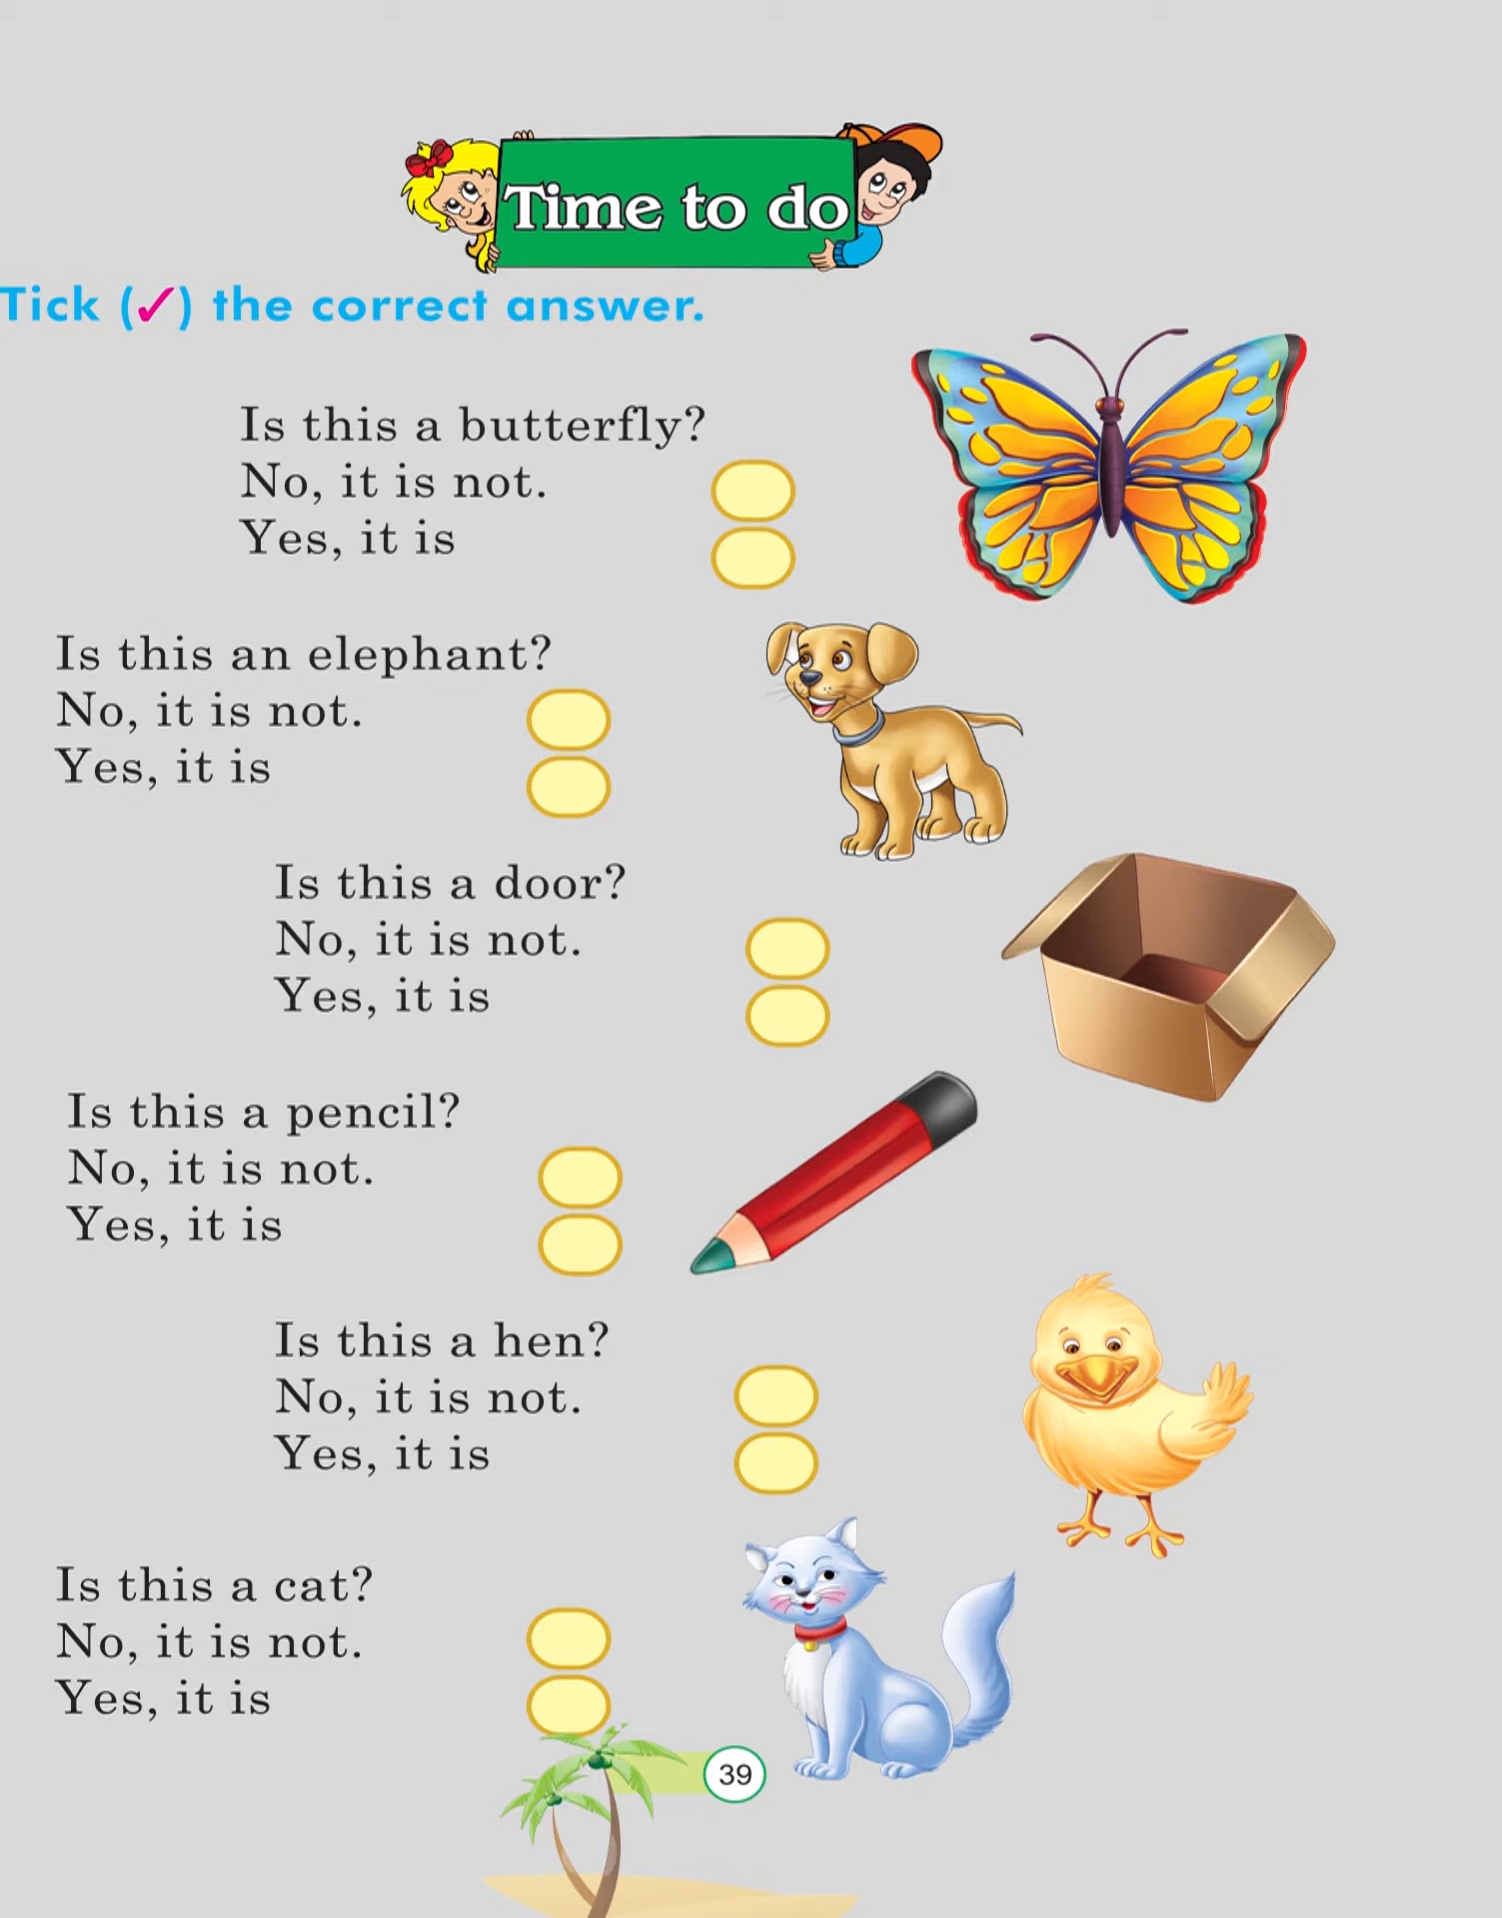 Time to do
Tick (✓) the correct answer.
Is this a butterfly?
No, it is not.
Yes, it is
Is this an elephant?
No, it is not.
Yes, it is
Is this a door?
No, it is not.
Yes, it is
Is this a pencil?
No, it is not.
Yes, it is
Is this a hen?
No, it is not.
Yes, it is
Is this a cat?
No, it is not.
Yes, it is
39